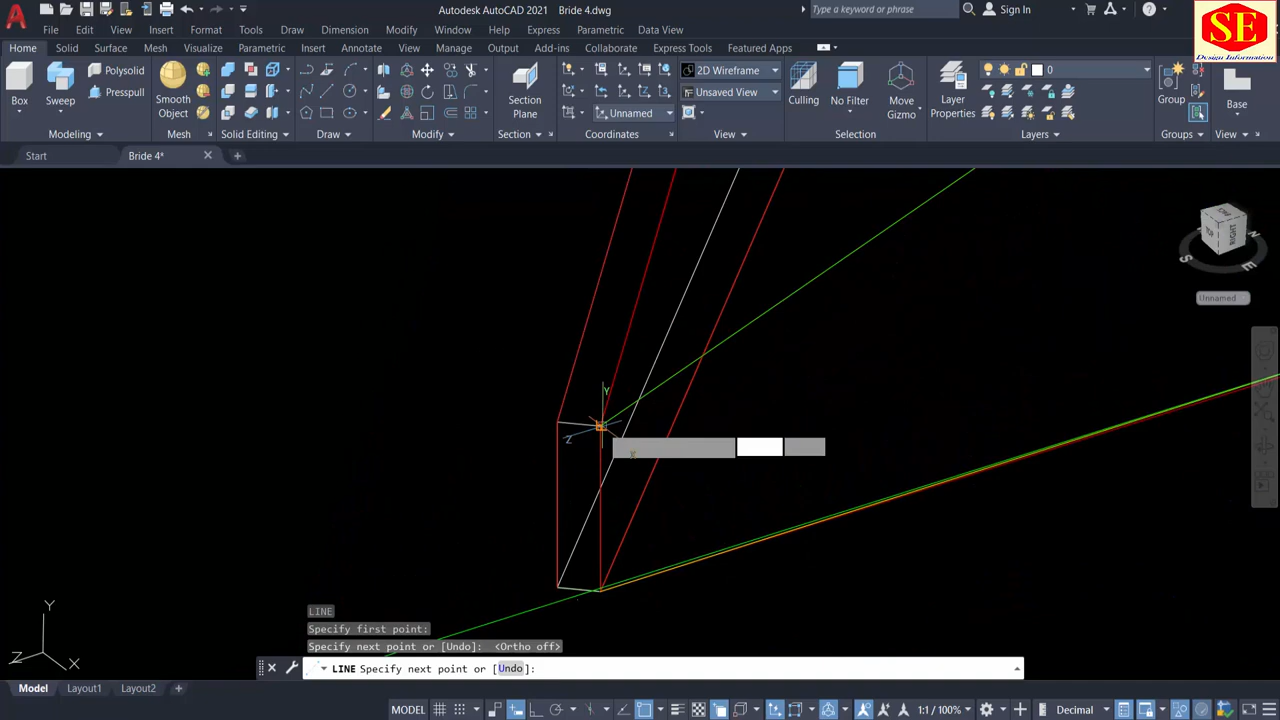 Autodesk AutoCAD 2021 Bride 4.dwg
Type a keyword or phrase
Sign In
SE
Design Information
File Edit View Insert Format Tools Draw Dimension Modify Window Help Express Parametric Data View
Home Solid Surface Mesh Visualize Parametric Insert Annotate View Manage Output Add-ins Collaborate Express Tools Featured Apps
Box Sweep Polysolid Presspull Smooth Object Section Plane 2D Wireframe Unsaved View Unnamed Culling No Filter Move Gizmo Layer Properties 0 Group Base
Modeling Mesh Solid Editing Draw Modify Section Coordinates View Selection Layers Groups View
Start Bride 4*
TOP RIGHT
N
S E
Unnamed
Y
Z
X
LINE
Specify first point:
Specify next point or [Undo]: <Ortho off>
LINE Specify next point or [Undo]:
Y
Z X
Model Layout1 Layout2
MODEL 1:1 / 100% Decimal